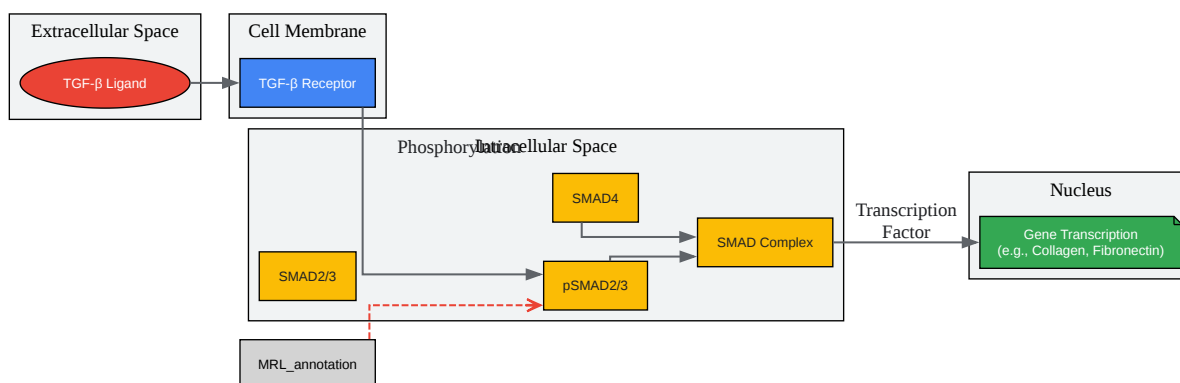 Extracellular Space
TGF-β Ligand
Cell Membrane
TGF-β Receptor
Phosphorylation
Intracellular Space
SMAD4
SMAD Complex
SMAD2/3
pSMAD2/3
MRL_annotation
Transcription
Factor
Nucleus
Gene Transcription
(e.g., Collagen, Fibronectin)